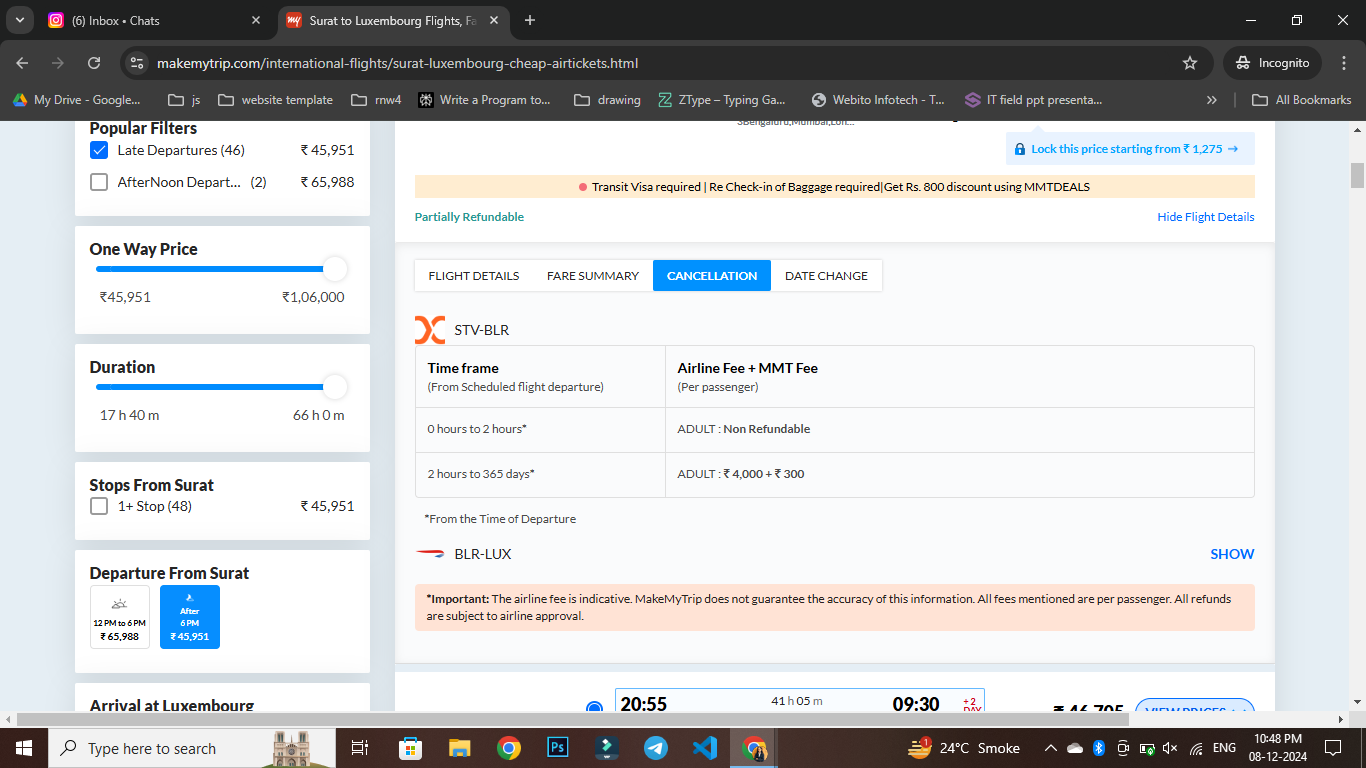 (6) Inbox • Chats
my
Surat to Luxembourg Flights, Fa
makemytrip.com/international-flights/surat-luxembourg-cheap-airtickets.html
Incognito
My Drive - Google...
js
website template
rnw4
Write a Program to...
drawing
ZType – Typing Ga...
Webito Infotech - T...
IT field ppt presenta...
All Bookmarks
Popular Filters
Late Departures (46) ₹ 45,951
AfterNoon Depart... (2) ₹ 65,988
One Way Price
₹45,951 ₹1,06,000
Duration
17 h 40 m 66 h 0 m
Stops From Surat
1+ Stop (48) ₹ 45,951
Departure From Surat
12 PM to 6 PM
₹ 65,988
After
6 PM
₹ 45,951
Arrival at Luxembourg
Lock this price starting from ₹ 1,275 →
Transit Visa required | Re Check-in of Baggage required|Get Rs. 800 discount using MMTDEALS
Partially Refundable
Hide Flight Details
FLIGHT DETAILS FARE SUMMARY CANCELLATION DATE CHANGE
STV-BLR
Time frame
(From Scheduled flight departure)
Airline Fee + MMT Fee
(Per passenger)
0 hours to 2 hours* ADULT : Non Refundable
2 hours to 365 days* ADULT : ₹ 4,000 + ₹ 300
*From the Time of Departure
BLR-LUX SHOW
*Important: The airline fee is indicative. MakeMyTrip does not guarantee the accuracy of this information. All fees mentioned are per passenger. All refunds
are subject to airline approval.
20:55 41 h 05 m 09:30 + 2
DAY
₹ 46,705 VIEW PRICES
Type here to search
Ps
1
24°C Smoke
ENG
10:48 PM
08-12-2024